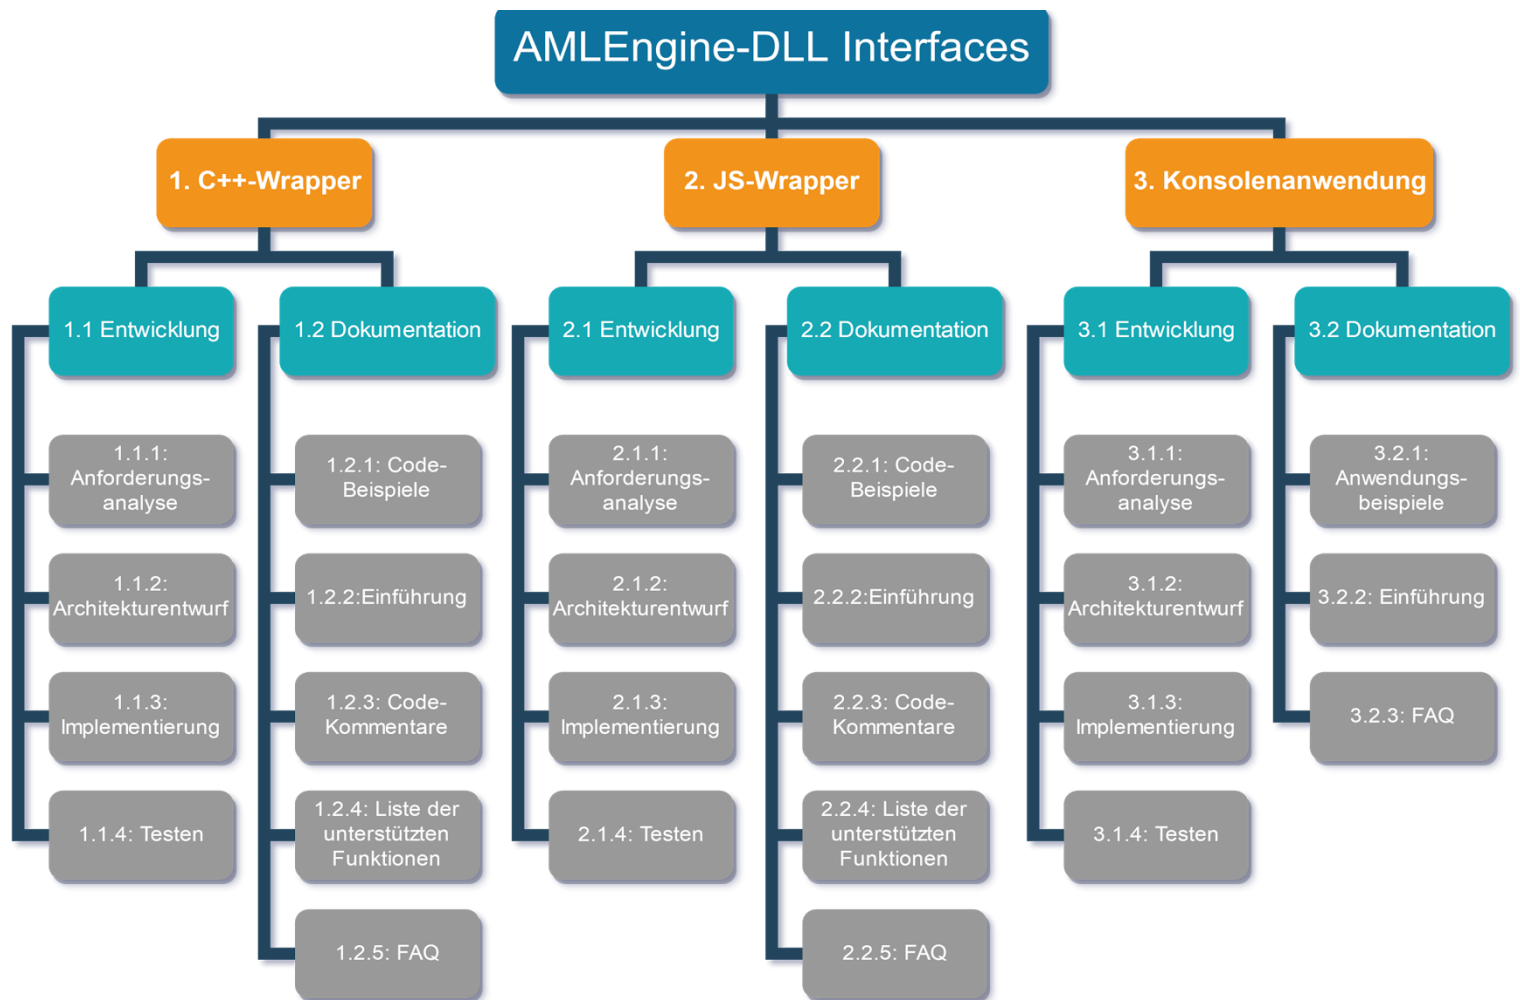 AMLEngine-DLL Interfaces
1. C++-Wrapper
2. JS-Wrapper
3. Konsolenanwendung
1.1 Entwicklung
1.2 Dokumentation
2.1 Entwicklung
2.2 Dokumentation
3.1 Entwicklung
3.2 Dokumentation
1.1.1:
Anforderungs-
analyse
1.1.2:
Architekturentwurf
1.1.3:
Implementierung
1.1.4: Testen
1.2.1: Code-
Beispiele
1.2.2:Einführung
1.2.3: Code-
Kommentare
1.2.4: Liste der
unterstützten
Funktionen
1.2.5: FAQ
2.1.1:
Anforderungs-
analyse
2.1.2:
Architekturentwurf
2.1.3:
Implementierung
2.1.4: Testen
2.2.1: Code-
Beispiele
2.2.2:Einführung
2.2.3: Code-
Kommentare
2.2.4: Liste der
unterstützten
Funktionen
2.2.5: FAQ
3.1.1:
Anforderungs-
analyse
3.1.2:
Architekturentwurf
3.1.3:
Implementierung
3.1.4: Testen
3.2.1:
Anwendungs-
beispiele
3.2.2: Einführung
3.2.3: FAQ